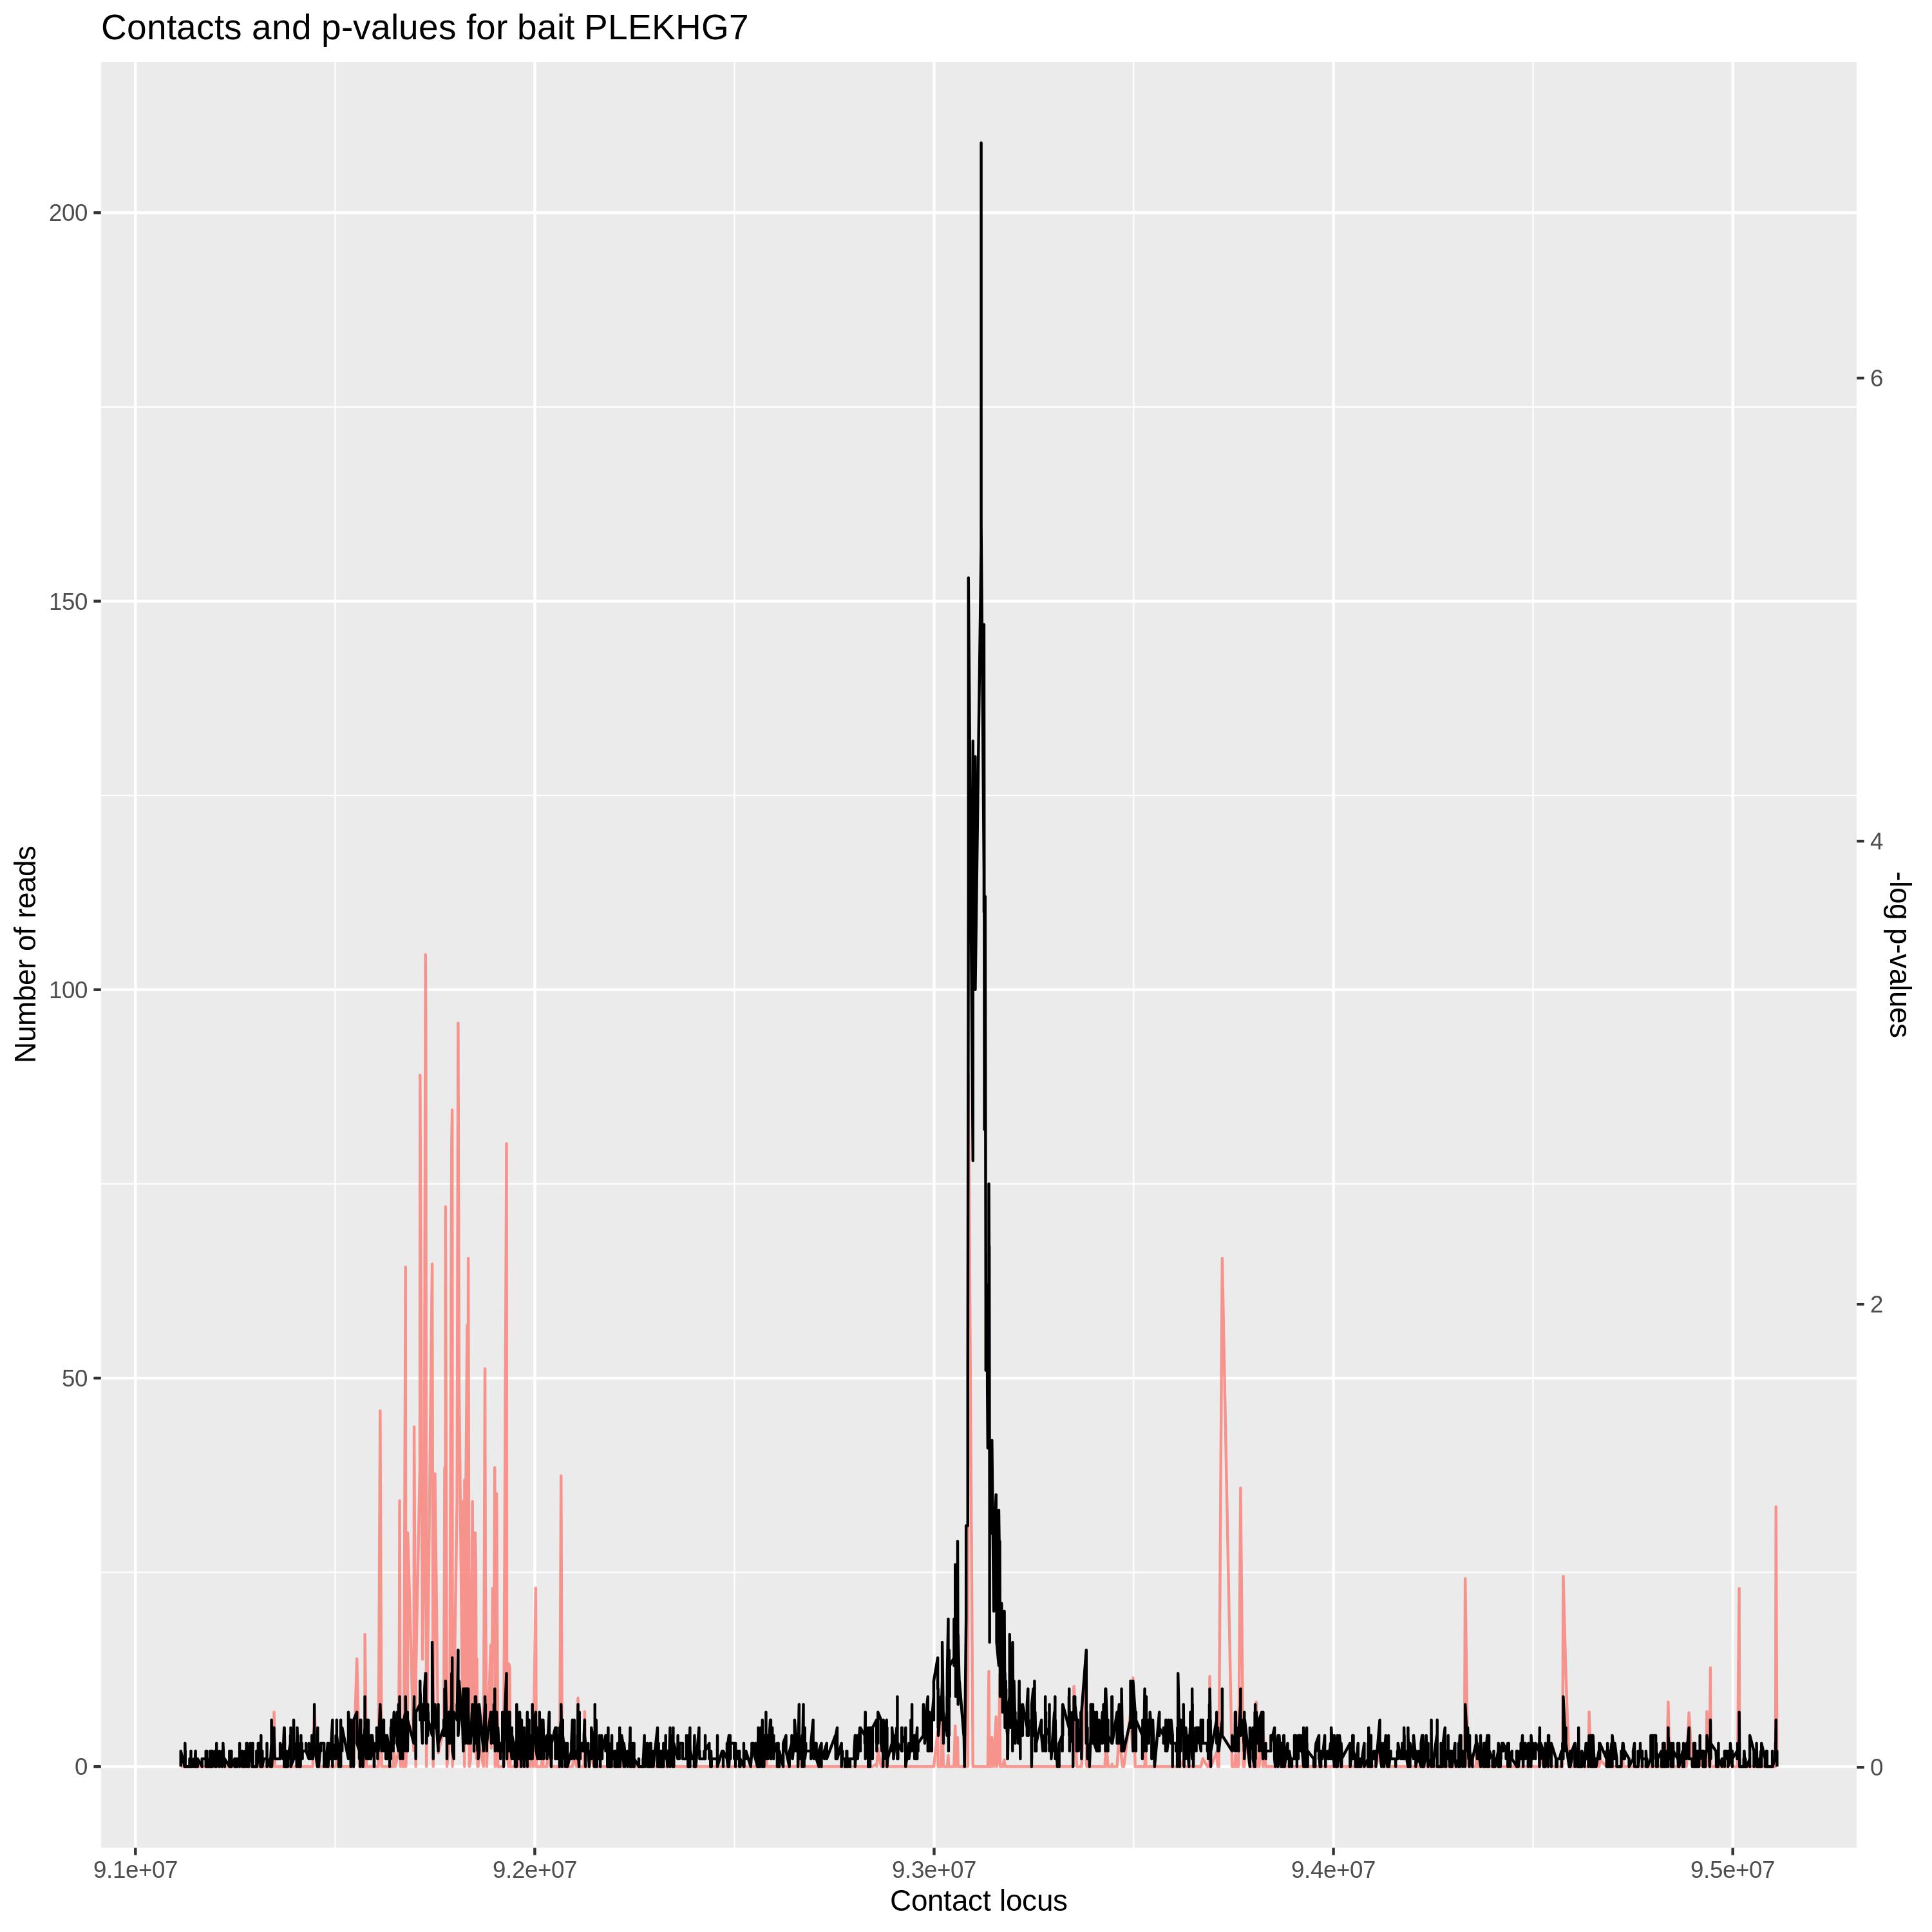 Contacts and p-values for bait PLEKHG7
200
150
100
50
0
Number of reads
6
4
2
0
-log p-values
9.1e+07
9.2e+07
9.3e+07
9.4e+07
9.5e+07
Contact locus